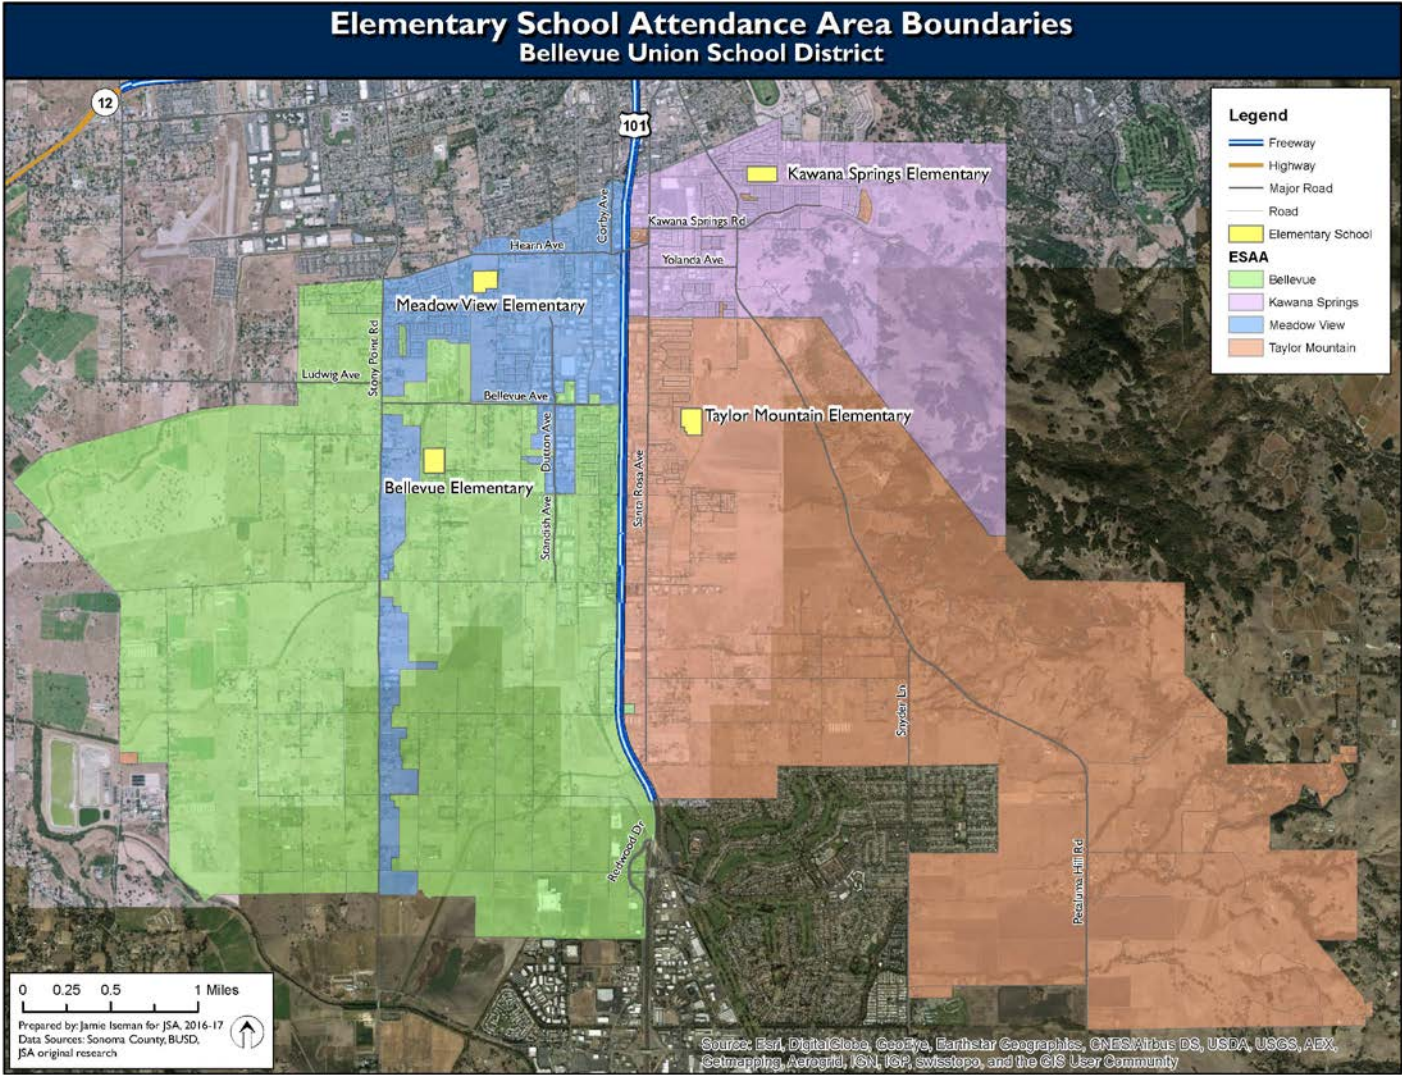 Elementary School Attendance Area Boundaries
Bellevue Union School District
12
101
Legend
Freeway
Highway
Major Road
Road
Elementary School
ESAA
Bellevue
Kawana Springs
Meadow View
Taylor Mountain
Kawana Springs Elementary
Corby Ave
Kawana Springs Rd
Hearn Ave
Yolanda Ave
Meadow View Elementary
Stony Point Rd
Ludwig Ave
Bellevue Ave
Taylor Mountain Elementary
Dutton Ave
Bellevue Elementary
Santa Rosa Ave
Standish Ave
Snyder Ln
Redwood Dr
Petaluma Hill Rd
0 0.25 0.5 1 Miles
Prepared by: Jamie Iseman for JSA, 2016-17
Data Sources: Sonoma County, BUSD,
JSA original research
Source: Esri, DigitalGlobe, GeoEye, Earthstar Geographics, CNES/Airbus DS, USDA, USGS, AEX,
Getmapping, Aerogrid, IGN, IGP, swisstopo, and the GIS User Community